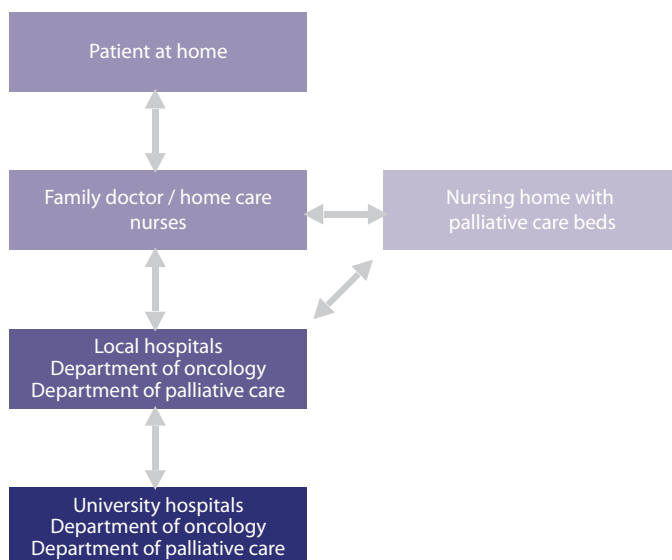 Patient at home
Family doctor / home care
nurses
Nursing home with
palliative care beds
Local hospitals
Department of oncology
Department of palliative care
University hospitals
Department of oncology
Department of palliative care